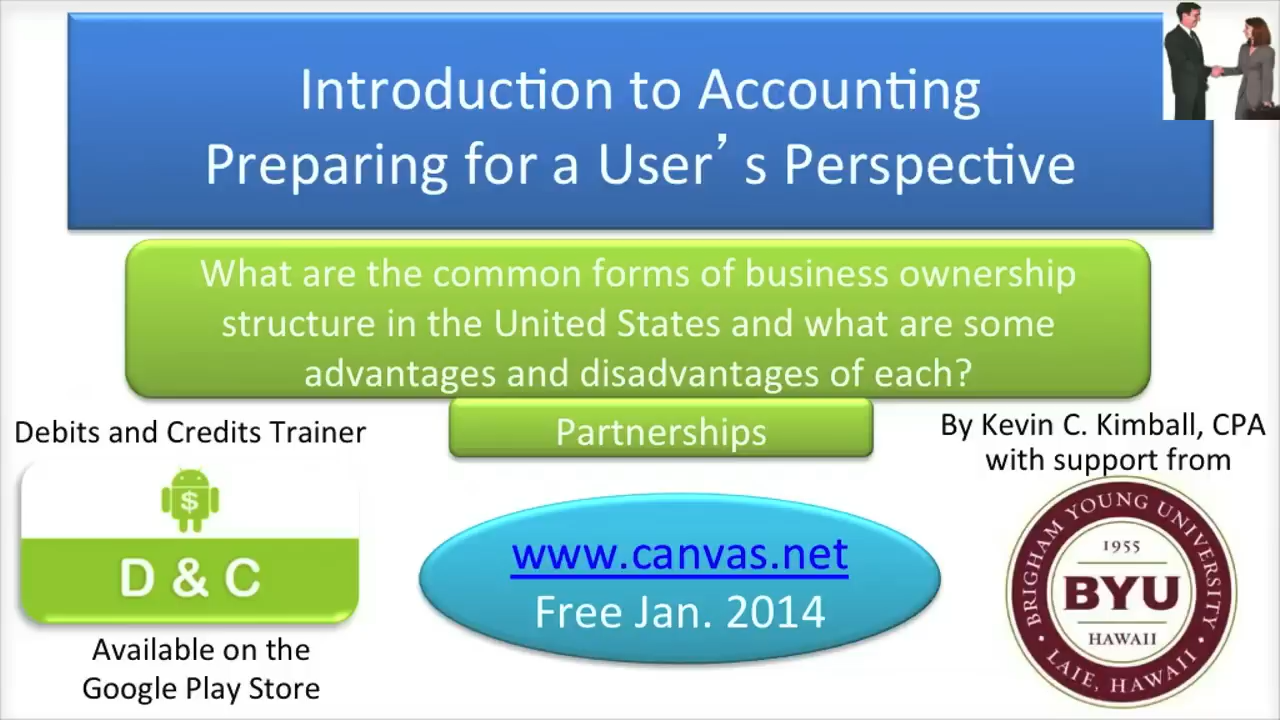 Introduction to Accounting
Preparing for a User’s Perspective
What are the common forms of business ownership
structure in the United States and what are some
advantages and disadvantages of each?
Partnerships
Debits and Credits Trainer
$
D & C
Available on the
Google Play Store
www.canvas.net
Free Jan. 2014
By Kevin C. Kimball, CPA
with support from
BRIGHAM YOUNG UNIVERSITY
1955
BYU
HAWAII
LAIE, HAWAII